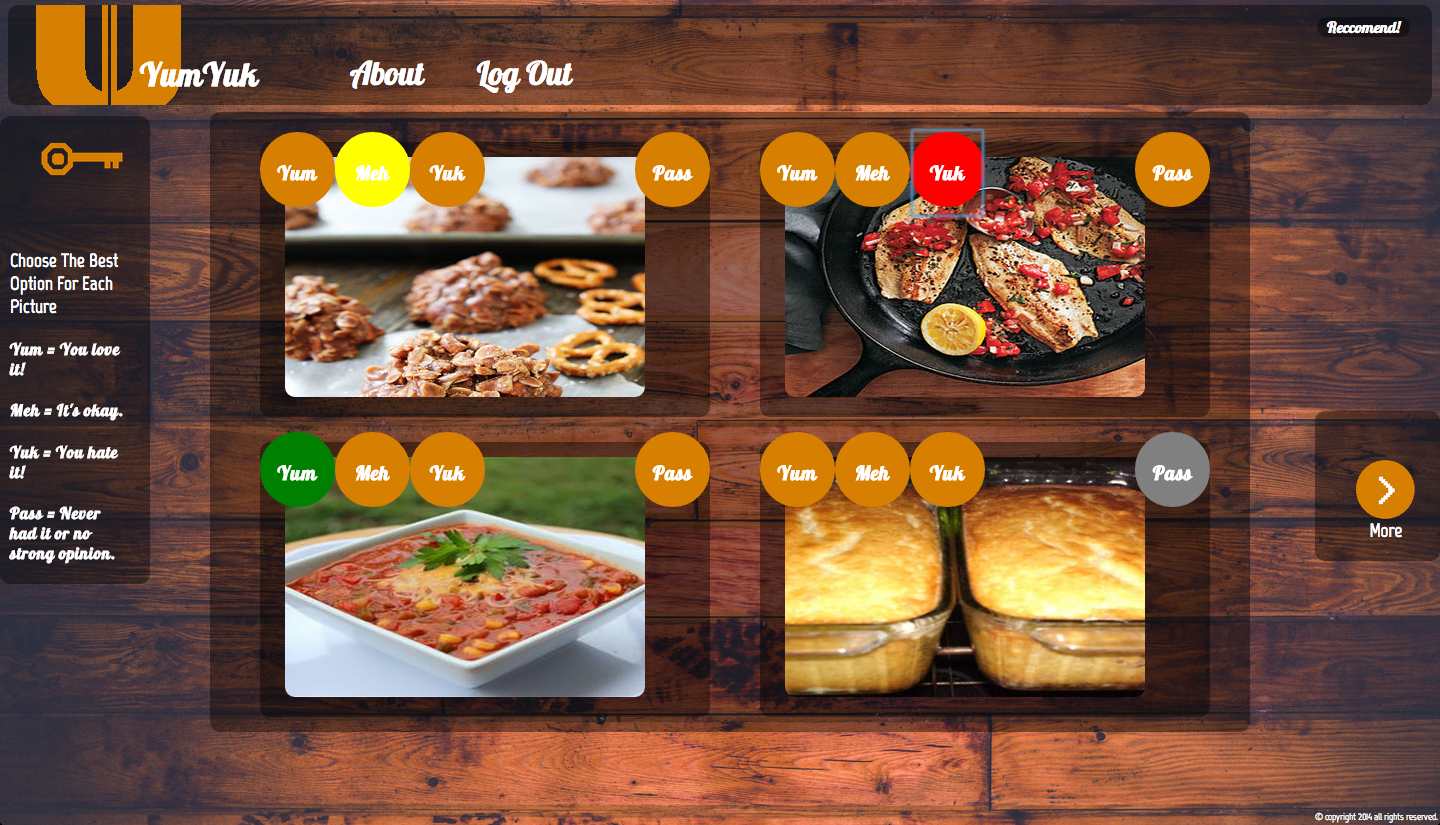 Reccomend!
YumYuk About Log Out
Yum Meh Yuk Pass
Yum Meh Yuk Pass
Choose The Best
Option For Each
Picture
Yum = You love
it!
Meh = It's okay.
Yuk = You hate
it!
Pass = Never
had it or no
strong opinion.
Yum Meh Yuk Pass
Yum Meh Yuk Pass
More
© copyright 2014 all rights reserved.